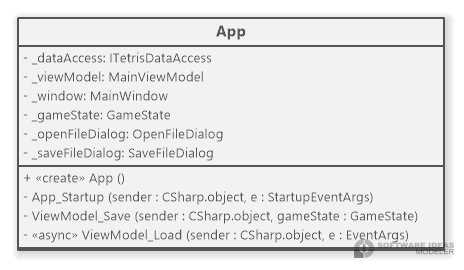 App
- _dataAccess: ITetrisDataAccess
- _viewModel: MainViewModel
- _window: MainWindow
- _gameState: GameState
- _openFileDialog: OpenFileDialog
- _saveFileDialog: SaveFileDialog
+ «create» App ()
- App_Startup (sender : CSharp.object, e : StartupEventArgs)
- ViewModel_Save (sender : CSharp.object, gameState : GameState)
- «async» ViewModel_Load (sender : CSharp.object, e : EventArgs)
SOFTWARE IDEAS
MODELER